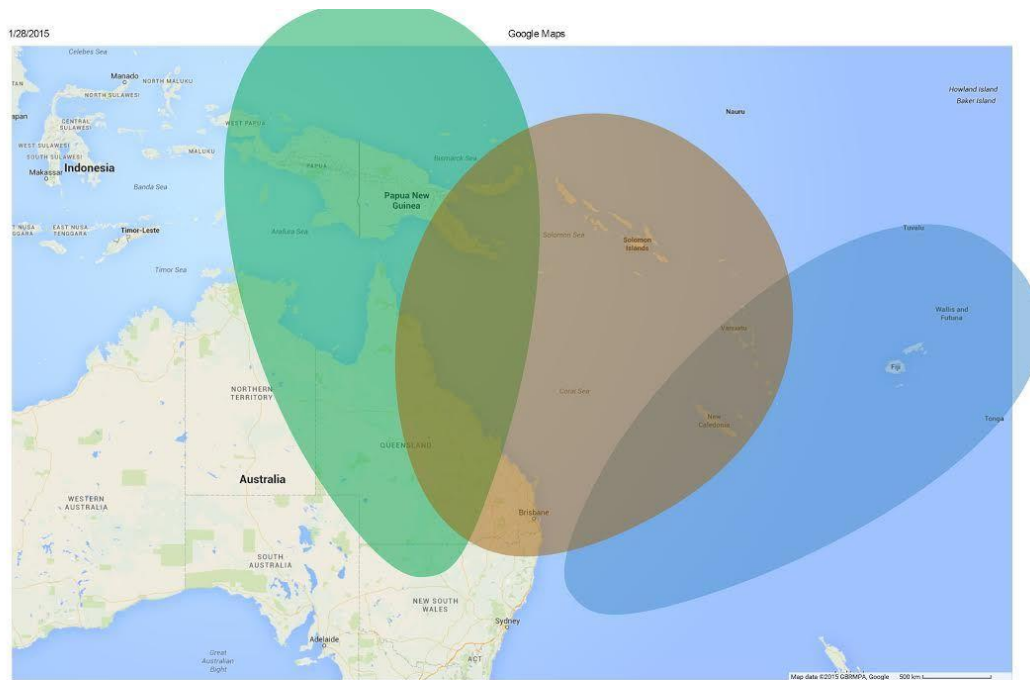 1/28/2015
Google Maps
Celebes Sea
Manado
NORTH MALUKU
NORTH SULAWESI
Howland Island
Baker Island
TAN
apan
CENTRAL
SULAWESI
WEST SULAWESI
SOUTH SULAWESI
Makassar
Indonesia
MALUKU
WEST PAPUA
PAPUA
Bismarck Sea
Nauru
Banda Sea
Papua New
Guinea
T NUSA
GGARA
EAST NUSA
TENGGARA
Timor-Leste
Arafura Sea
Solomon Sea
Solomon
Islands
Tuvalu
Timor Sea
Wallis and
Futuna
Vanuatu
Fiji
Coral Sea
New
Caledonia
Tonga
NORTHERN
TERRITORY
QUEENSLAND
Australia
WESTERN
AUSTRALIA
Brisbane
SOUTH
AUSTRALIA
NEW SOUTH
WALES
Sydney
Adelaide
ACT
Great
Australian
Bight
Map data ©2015 GBRMPA, Google
500 km